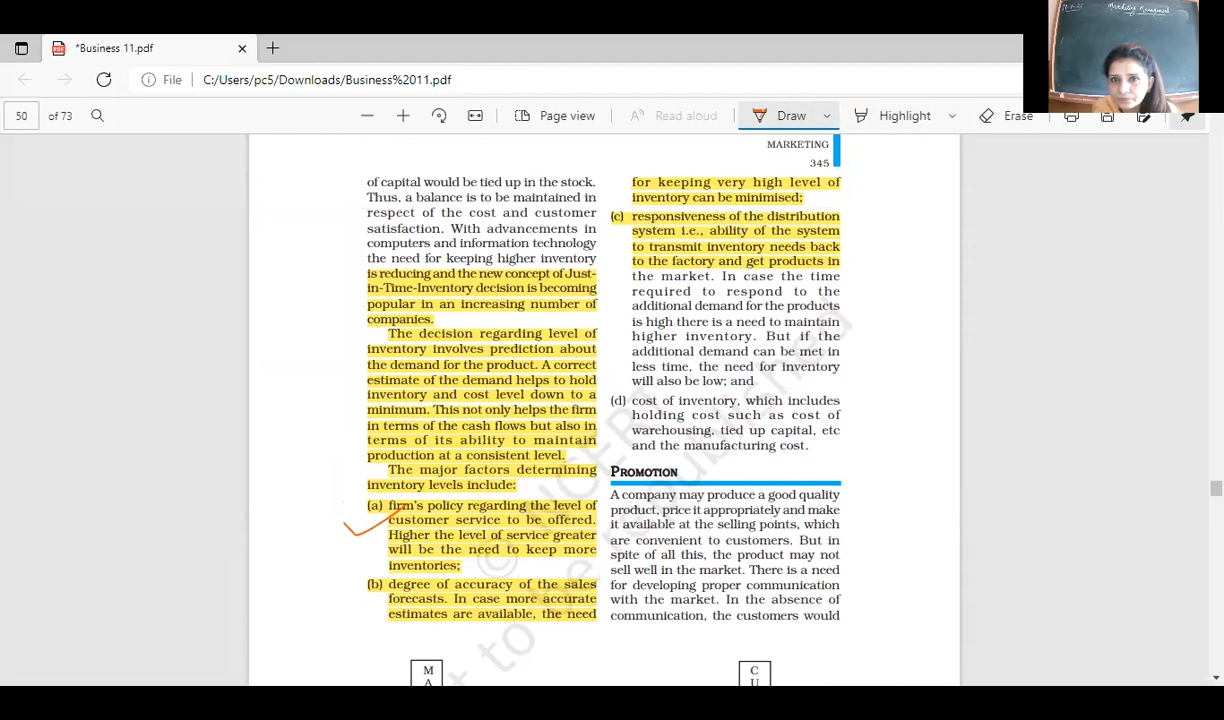 *Business 11.pdf
File
C:/Users/pc5/Downloads/Business%2011.pdf
50 of 73
Page view
Read aloud
Draw
Highlight
Erase
Marketing Management
MARKETING
345
of capital would be tied up in the stock.
Thus, a balance is to be maintained in
respect of the cost and customer
satisfaction. With advancements in
computers and information technology
the need for keeping higher inventory
is reducing and the new concept of Just-
in-Time-Inventory decision is becoming
popular in an increasing number of
companies.
The decision regarding level of
inventory involves prediction about
the demand for the product. A correct
estimate of the demand helps to hold
inventory and cost level down to a
minimum. This not only helps the firm
in terms of the cash flows but also in
terms of its ability to maintain
production at a consistent level.
The major factors determining
inventory levels include:
(a) firm's policy regarding the level of
customer service to be offered.
Higher the level of service greater
will be the need to keep more
inventories;
(b) degree of accuracy of the sales
forecasts. In case more accurate
estimates are available, the need
for keeping very high level of
inventory can be minimised;
(c) responsiveness of the distribution
system i.e., ability of the system
to transmit inventory needs back
to the factory and get products in
the market. In case the time
required to respond to the
additional demand for the products
is high there is a need to maintain
higher inventory. But if the
additional demand can be met in
less time, the need for inventory
will also be low; and
(d) cost of inventory, which includes
holding cost such as cost of
warehousing, tied up capital, etc
and the manufacturing cost.
PROMOTION
A company may produce a good quality
product, price it appropriately and make
it available at the selling points, which
are convenient to customers. But in
spite of all this, the product may not
sell well in the market. There is a need
for developing proper communication
with the market. In the absence of
communication, the customers would
M
A
C
U
© NCERT
not to be republished